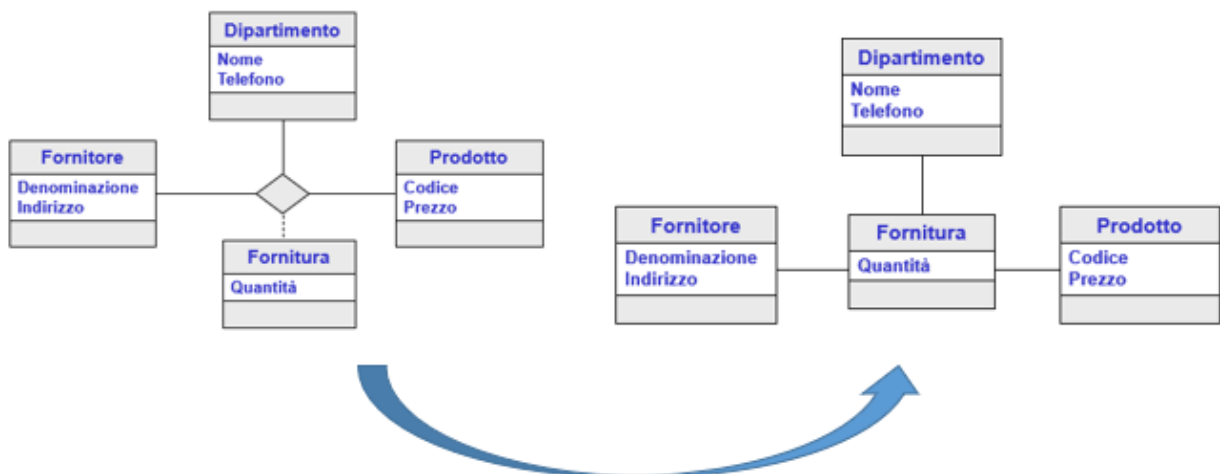 Dipartimento
Nome
Telefono
Fornitore
Denominazione
Indirizzo
Prodotto
Codice
Prezzo
Fornitura
Quantità
Dipartimento
Nome
Telefono
Fornitore
Denominazione
Indirizzo
Fornitura
Quantità
Prodotto
Codice
Prezzo